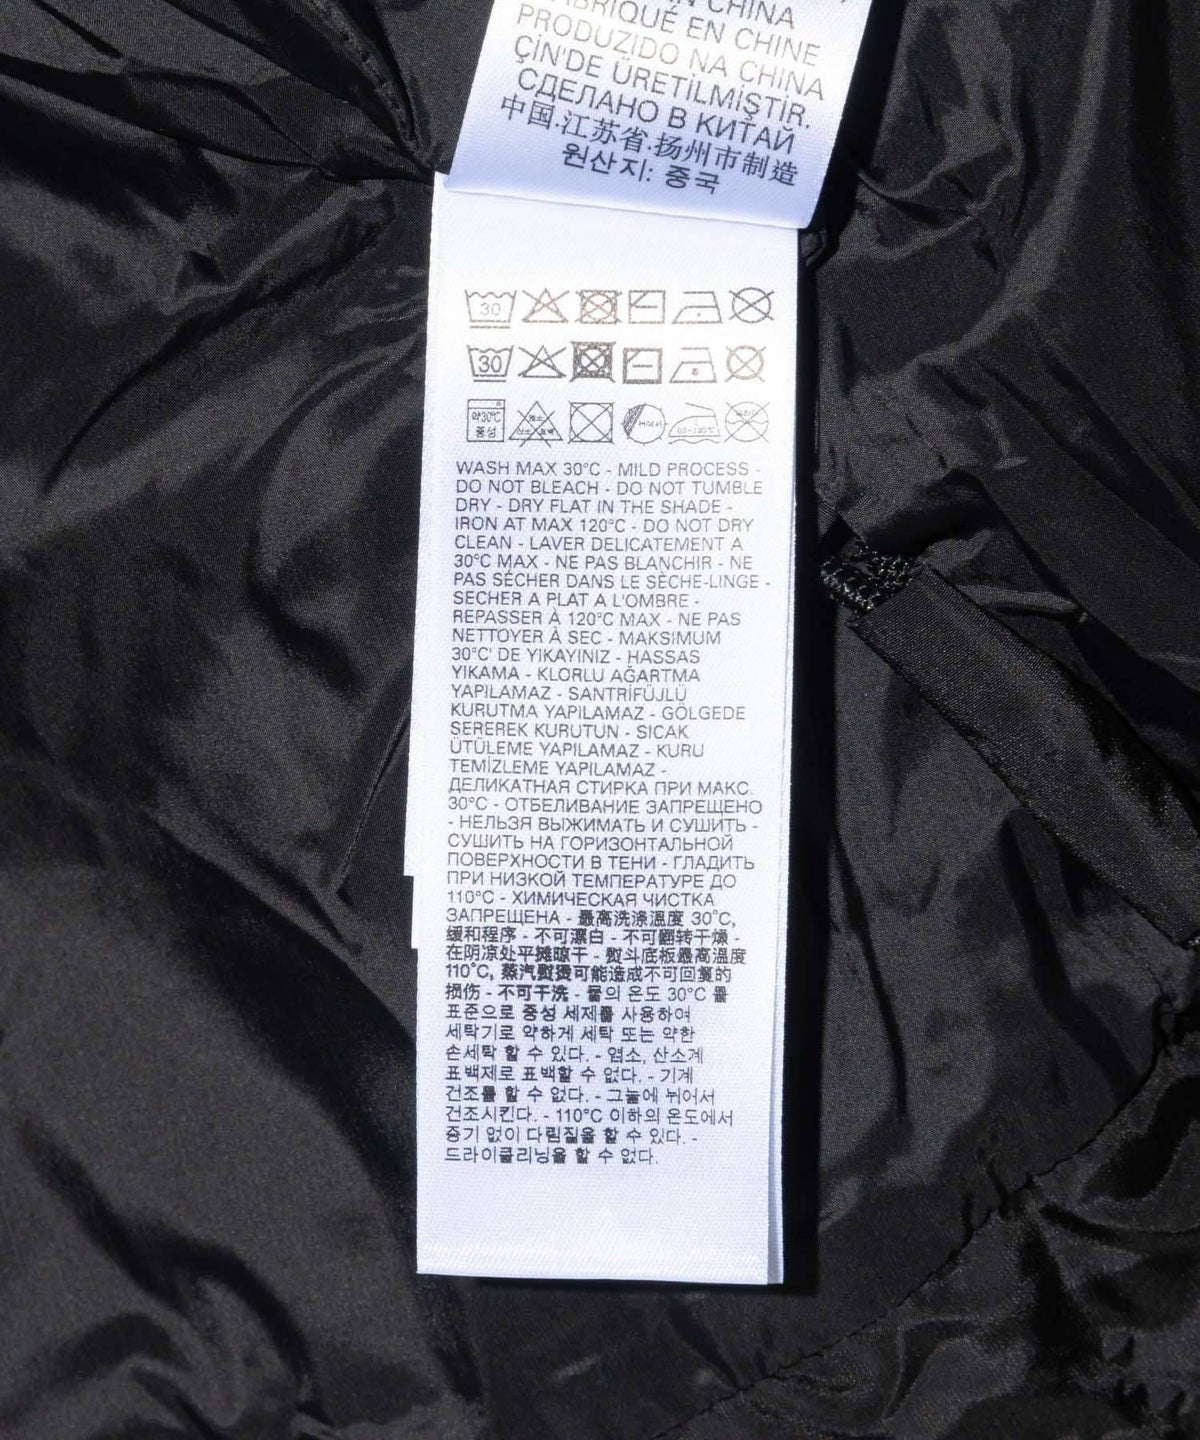 IN CHINA
FABRIQUÉ EN CHINE
PRODUZIDO NA CHINA
ÇİN'DE ÜRETİLMİŞTİR.
СДЕЛАНО В КИТАЙ
中国.江苏省.扬州市制造
원산지: 중국
30
30
약30℃
중성
WASH MAX 30°C - MILD PROCESS -
DO NOT BLEACH - DO NOT TUMBLE
DRY - DRY FLAT IN THE SHADE -
IRON AT MAX 120°C - DO NOT DRY
CLEAN - LAVER DELICATEMENT A
30°C MAX - NE PAS BLANCHIR - NE
PAS SÉCHER DANS LE SÈCHE-LINGE -
SECHER A PLAT A L'OMBRE -
REPASSER À 120°C MAX - NE PAS
NETTOYER À SEC - MAKSIMUM
30°C' DE YIKAYINIZ - HASSAS
YIKAMA - KLORLU AĞARTMA
YAPILAMAZ - SANTRİFÜJLÜ
KURUTMA YAPILAMAZ - GÖLGEDE
SEREREK KURUTUN - SICAK
ÜTÜLEME YAPILAMAZ - KURU
TEMİZLEME YAPILAMAZ -
ДЕЛИКАТНАЯ СТИРКА ПРИ МАКС.
30°C - ОТБЕЛИВАНИЕ ЗАПРЕЩЕНО
- НЕЛЬЗЯ ВЫЖИМАТЬ И СУШИТЬ -
СУШИТЬ НА ГОРИЗОНТАЛЬНОЙ
ПОВЕРХНОСТИ В ТЕНИ - ГЛАДИТЬ
ПРИ НИЗКОЙ ТЕМПЕРАТУРЕ ДО
110°C - ХИМИЧЕСКАЯ ЧИСТКА
ЗАПРЕЩЕНА - 最高洗涤温度 30°C,
缓和程序 - 不可漂白 - 不可翻转干燥 -
在阴凉处平摊晾干 - 熨斗底板最高温度
110°C, 蒸汽熨烫可能造成不可回复的
损伤 - 不可干洗 - 물의 온도 30°C 를
표준으로 중성 세제를 사용하여
세탁기로 약하게 세탁 또는 약한
손세탁 할 수 있다. - 염소, 산소계
표백제로 표백할 수 없다. - 기계
건조를 할 수 없다. - 그늘에 뉘어서
건조시킨다. - 110°C 이하의 온도에서
증기 없이 다림질을 할 수 있다. -
드라이클리닝을 할 수 없다.